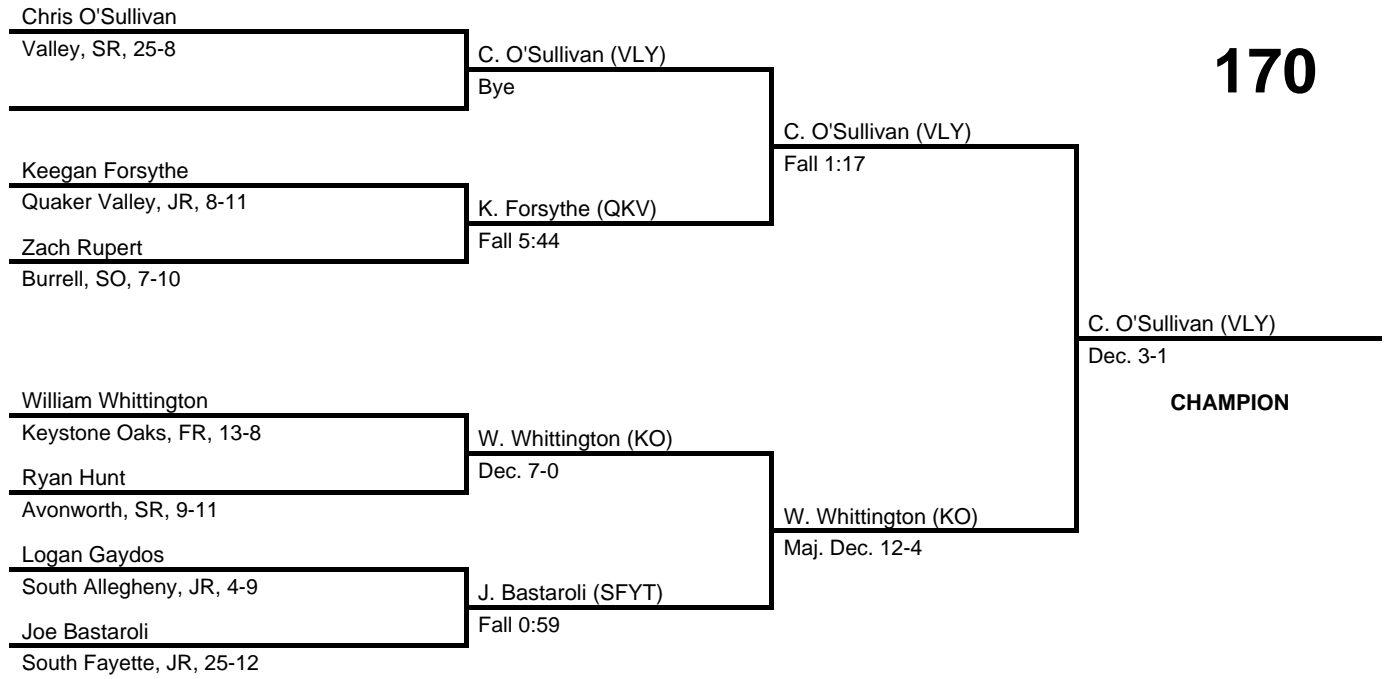 Chris O'Sullivan
Valley, SR, 25-8
C. O'Sullivan (VLY)
Bye
170
C. O'Sullivan (VLY)
Fall 1:17
Keegan Forsythe
Quaker Valley, JR, 8-11
K. Forsythe (QKV)
Fall 5:44
Zach Rupert
Burrell, SO, 7-10
C. O'Sullivan (VLY)
Dec. 3-1
CHAMPION
William Whittington
Keystone Oaks, FR, 13-8
W. Whittington (KO)
Dec. 7-0
Ryan Hunt
Avonworth, SR, 9-11
W. Whittington (KO)
Maj. Dec. 12-4
Logan Gaydos
South Allegheny, JR, 4-9
J. Bastaroli (SFYT)
Fall 0:59
Joe Bastaroli
South Fayette, JR, 25-12